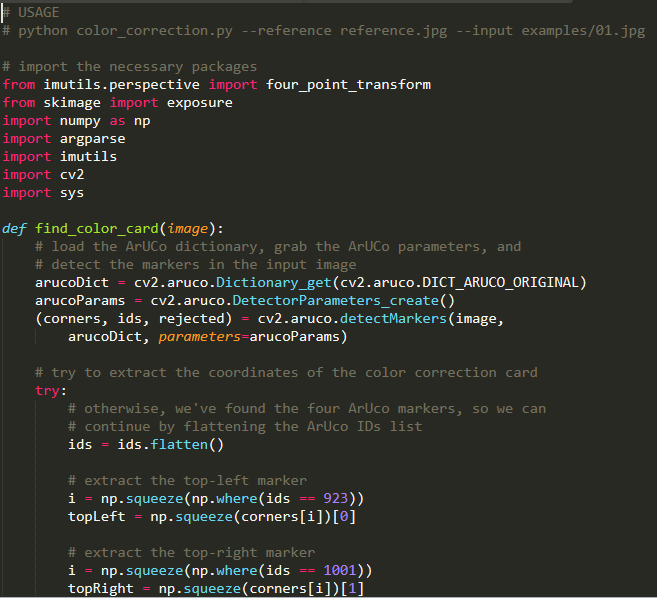 # USAGE
# python color_correction.py --reference reference.jpg --input examples/01.jpg
# import the necessary packages
from imutils.perspective import four_point_transform
from skimage import exposure
import numpy as np
import argparse
import imutils
import cv2
import sys
def find_color_card(image):
# load the ArUCo dictionary, grab the ArUCo parameters, and
# detect the markers in the input image
arucoDict = cv2.aruco.Dictionary_get(cv2.aruco.DICT_ARUCO_ORIGINAL)
arucoParams = cv2.aruco.DetectorParameters_create()
(corners, ids, rejected) = cv2.aruco.detectMarkers(image,
arucoDict, parameters=arucoParams)
# try to extract the coordinates of the color correction card
try:
# otherwise, we've found the four ArUco markers, so we can
# continue by flattening the ArUco IDs list
ids = ids.flatten()
# extract the top-left marker
i = np.squeeze(np.where(ids == 923))
topLeft = np.squeeze(corners[i])[0]
# extract the top-right marker
i = np.squeeze(np.where(ids == 1001))
topRight = np.squeeze(corners[i])[1]